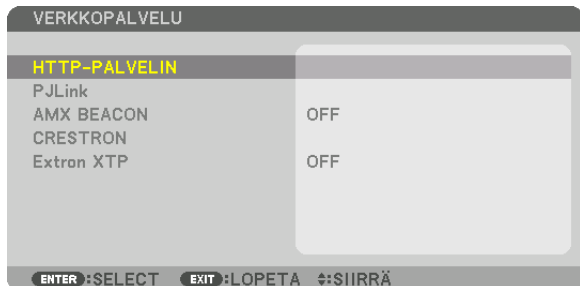 VERKKOPALVELU
HTTP-PALVELIN
PJLink
AMX BEACON OFF
CRESTRON
Extron XTP OFF
ENTER :SELECT EXIT :LOPETA ⬍:SIIRRÄ